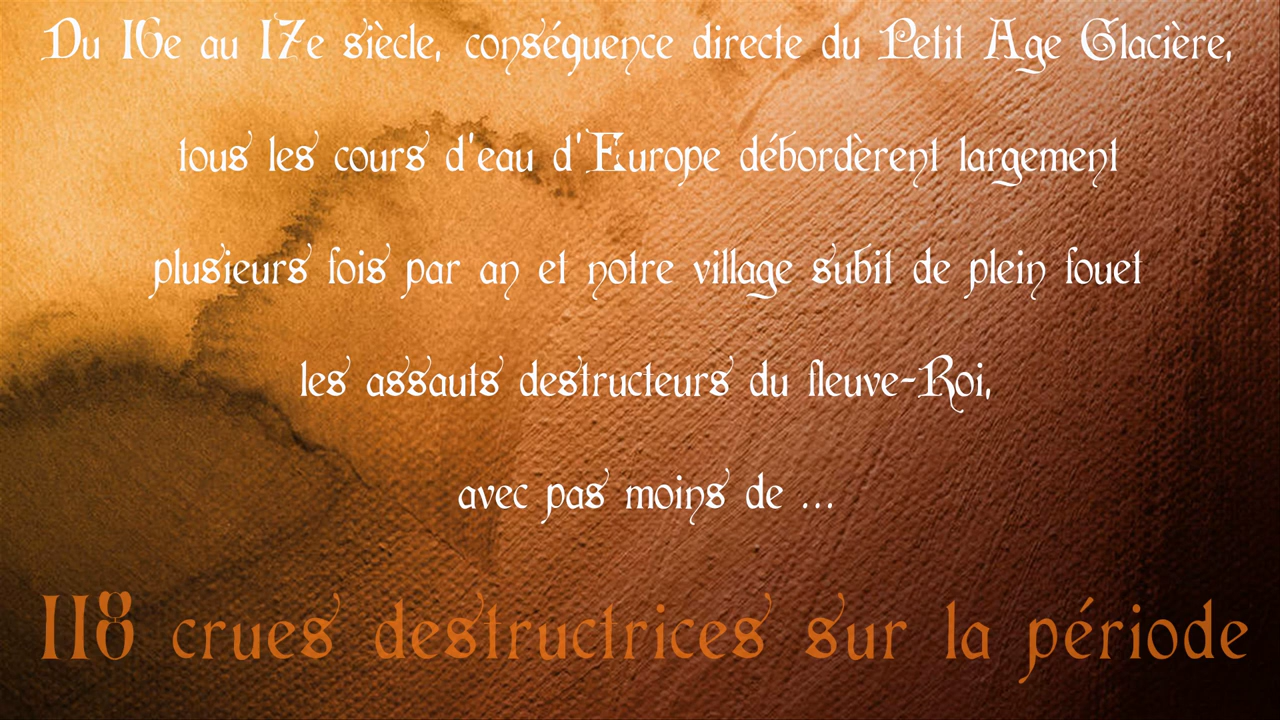 Du 16e au 17e siècle, conséquence directe du Petit Age Glacière,
tous les cours d'eau d'Europe débordèrent largement
plusieurs fois par an et notre village subit de plein fouet
les assauts destructeurs du fleuve-Roi,
avec pas moins de ...
118 crues destructrices sur la période